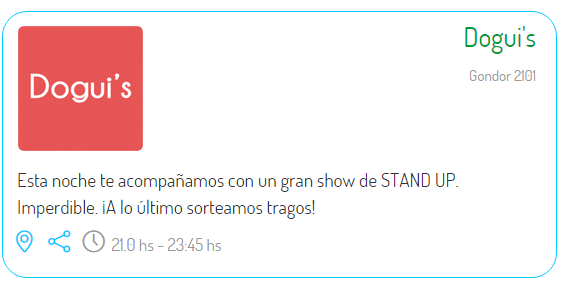 Dogui's
Dogui's
Gondor 2101
Esta noche te acompañamos con un gran show de STAND UP.
Imperdible. ¡A lo último sorteamos tragos!
21.0 hs - 23:45 hs